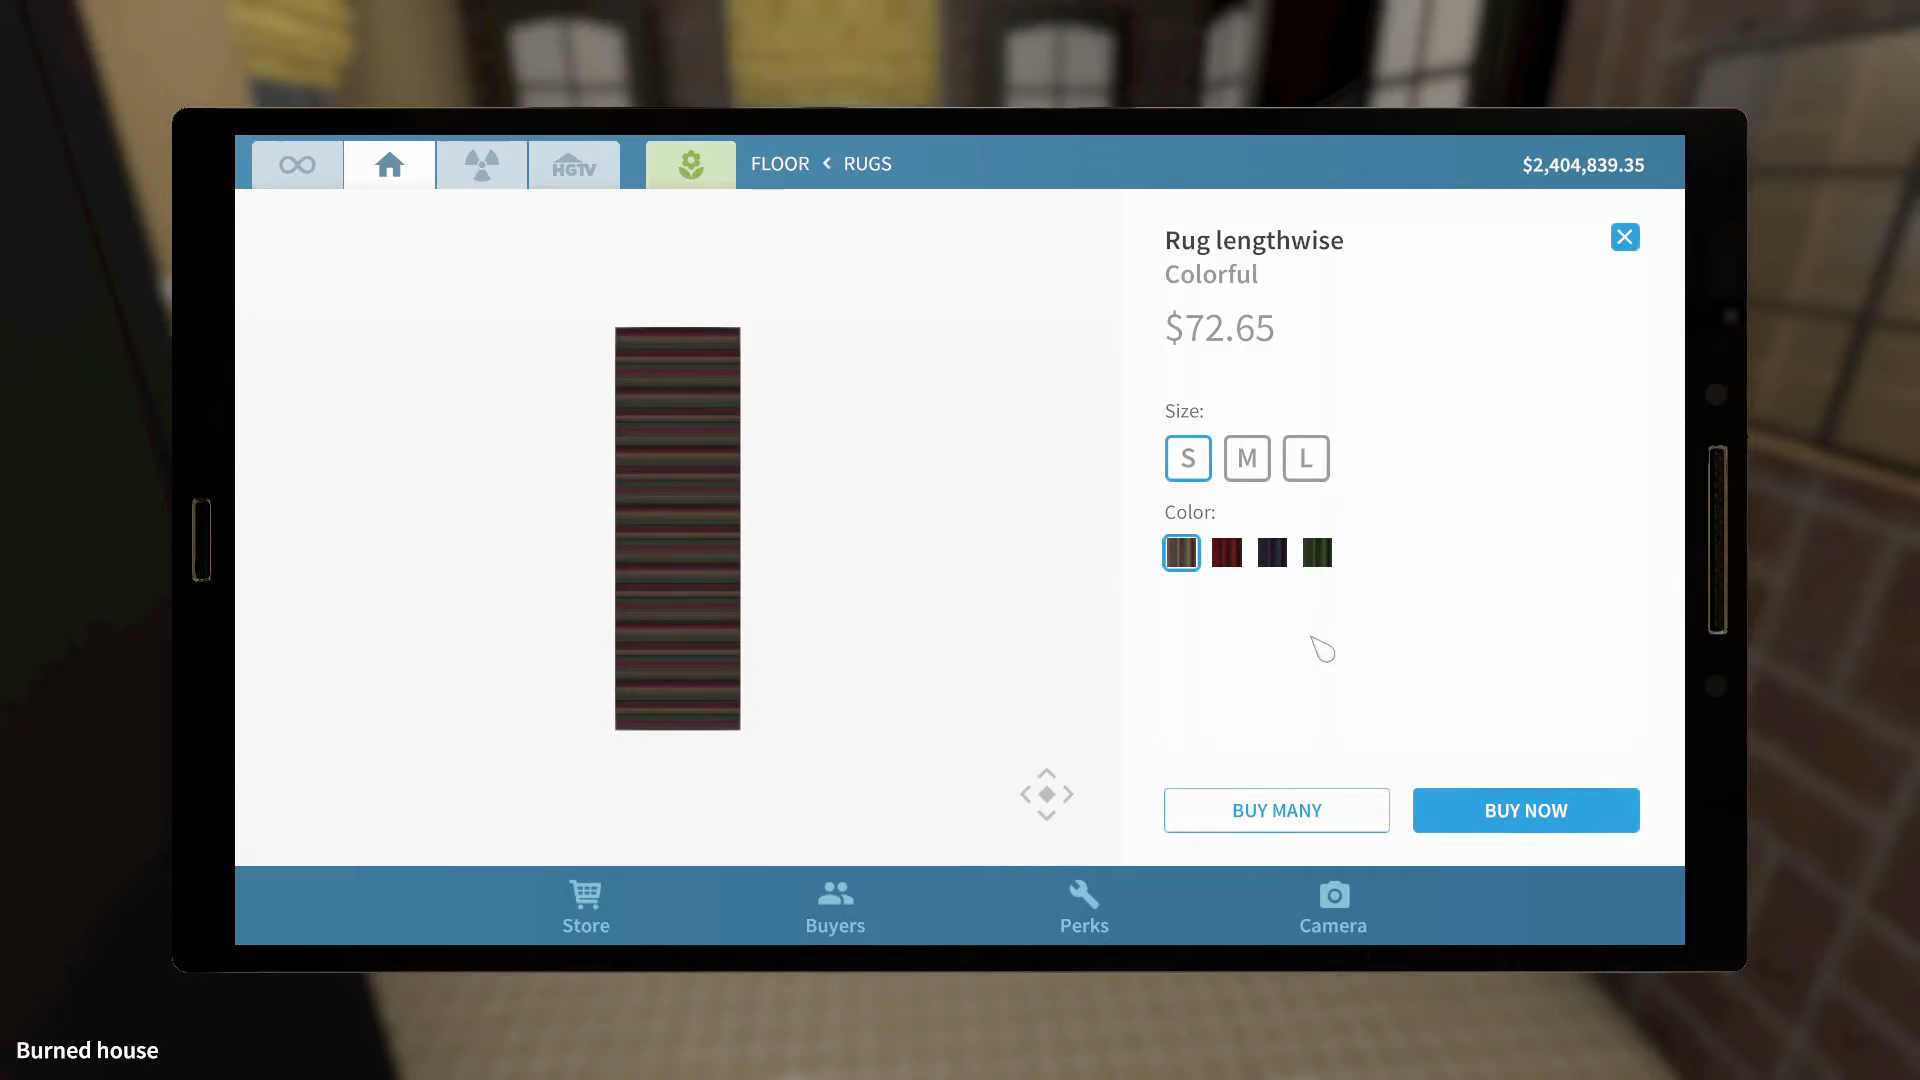 HGTV
FLOOR < RUGS
$2,404,839.35
Rug lengthwise
Colorful
$72.65
Size:
S M L
Color:
BUY MANY
BUY NOW
Store
Buyers
Perks
Camera
Burned house